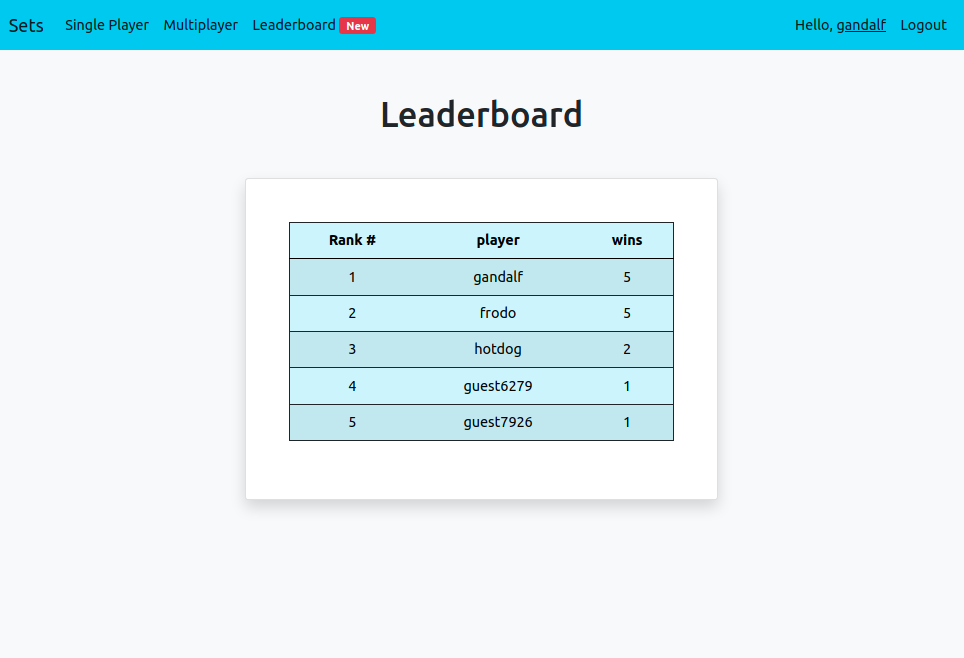 Sets Single Player Multiplayer Leaderboard New Hello, gandalf Logout
Leaderboard
Rank # player wins
1 gandalf 5
2 frodo 5
3 hotdog 2
4 guest6279 1
5 guest7926 1